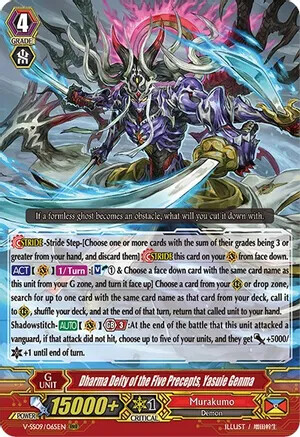 4
GRADE
If a formless ghost becomes an obstacle, what will you cut it down with.
STRIDE -Stride Step-[Choose one or more cards with the sum of their grades being 3 or
greater from your hand, and discard them] STRIDE this card on from face down.
ACT 1/Turn : 1 & Choose a face down card with the same card name as
this unit from your G zone, and turn it face up] Choose a card from your or drop zone,
search for up to one card with the same card name as that card from your deck, call it
to , shuffle your deck, and at the end of that turn, return that called unit to your hand.
Shadowstitch- AUTO 3 :At the end of the battle that this unit attacked a
vanguard, if that attack did not hit, choose up to five of your units, and they get +5000/
+1 until end of turn.
G
UNIT
Dharma Deity of the Five Precepts, Yasuie Genma
POWER
15000+
1
CRITICAL
Murakumo
Demon
V-SS09/065EN RRR
ILLUST /